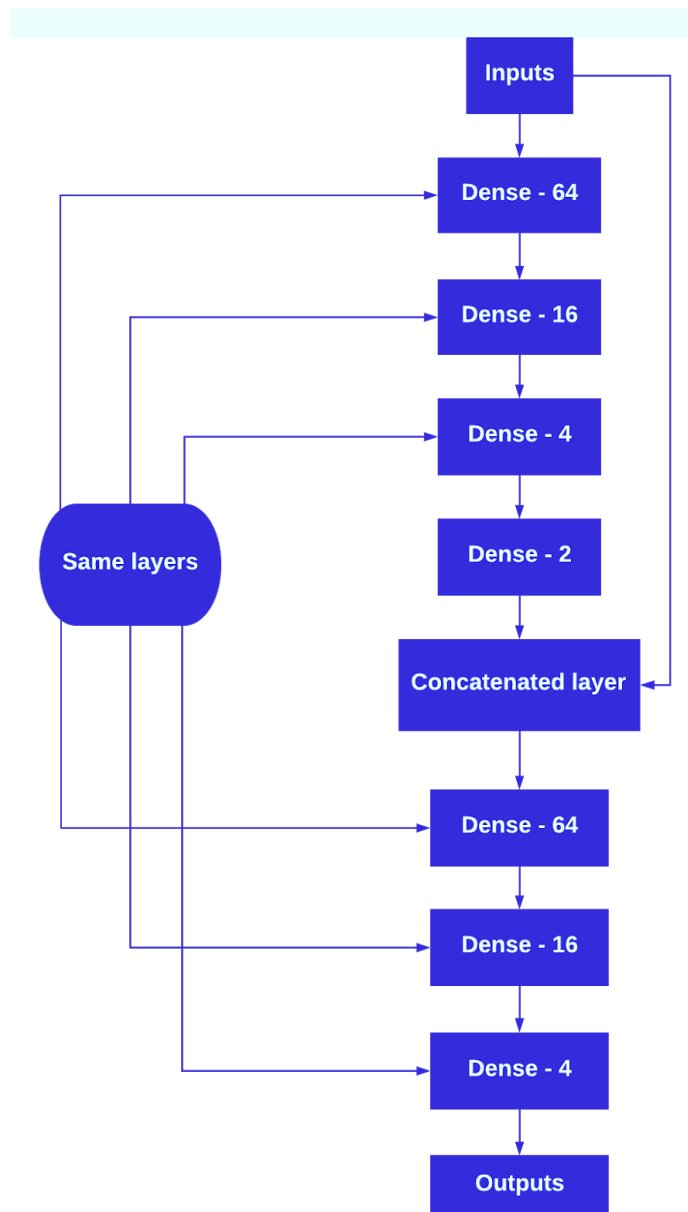 Inputs
Dense - 64
Dense - 16
Dense - 4
Dense - 2
Same layers
Concatenated layer
Dense - 64
Dense - 16
Dense - 4
Outputs